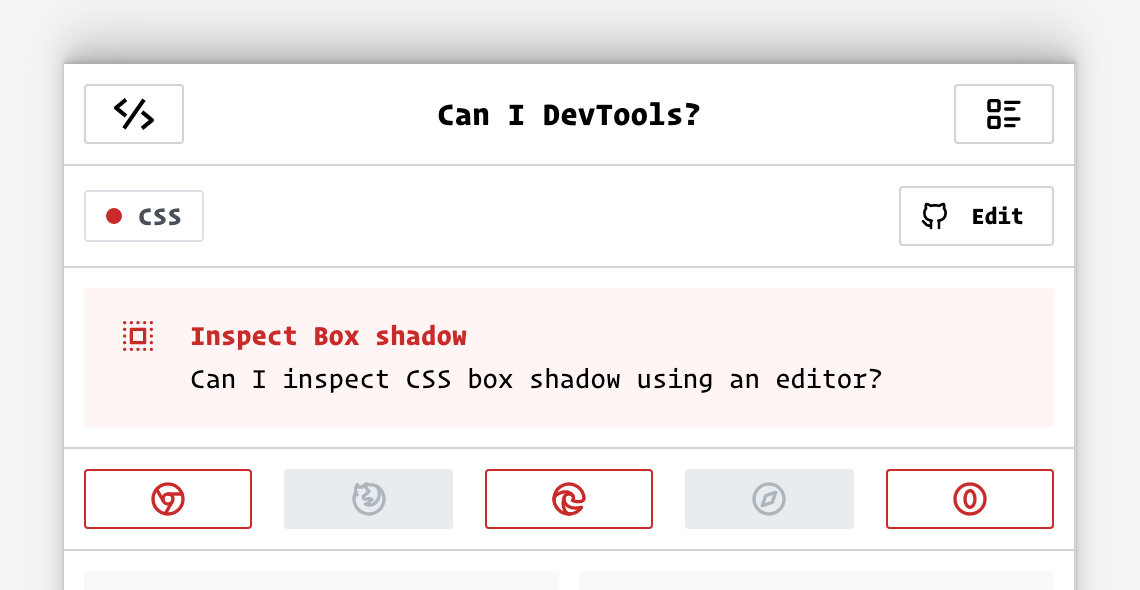 Can I DevTools?
CSS
Edit
Inspect Box shadow
Can I inspect CSS box shadow using an editor?